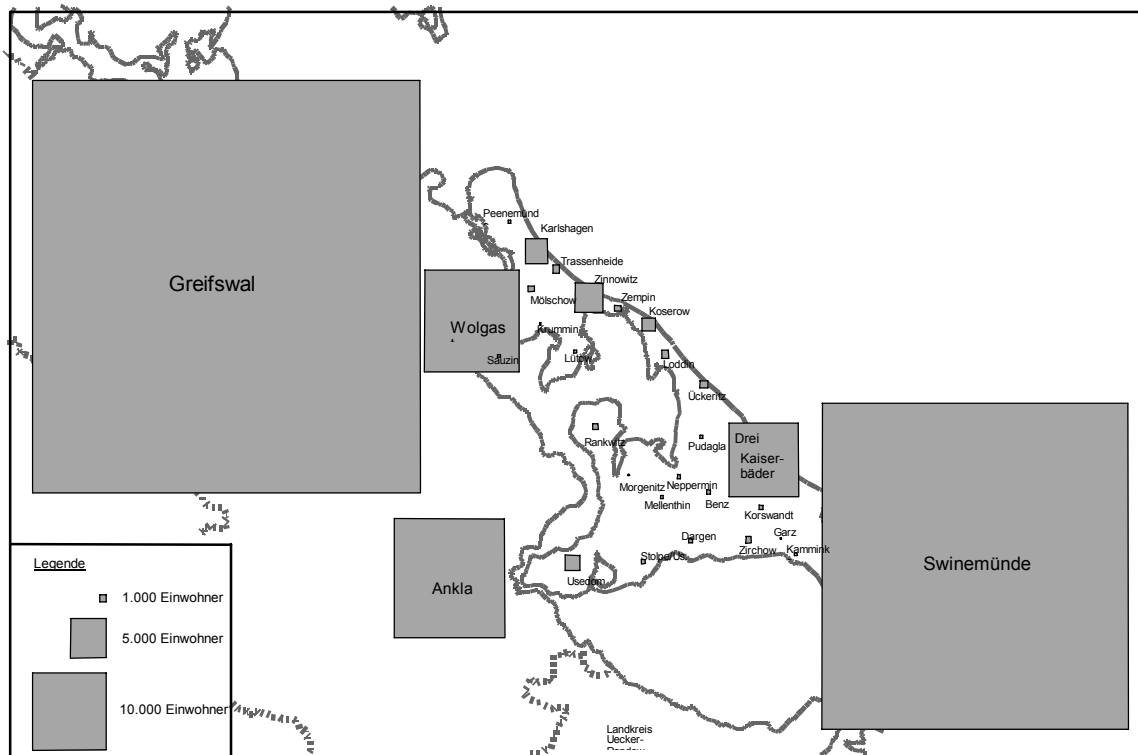 Peenemünd
Karlshagen
Trassenheide
Greifswal
Zinnowitz
Mölschow
Zempin
Koserow
Wolgas
Krummin
Sauzin
Lütow
Loddin
Ückeritz
Rankwitz
Pudagla
Drei
Kaiser-
bäder
Morgenitz
Neppermin
Mellenthin
Benz
Korswandt
Dargen
Zirchow
Garz
Kammink
Stolpe/Us.
Usedom
Ankla
Swinemünde
Legende
1.000 Einwohner
5.000 Einwohner
10.000 Einwohner
Landkreis
Uecker-